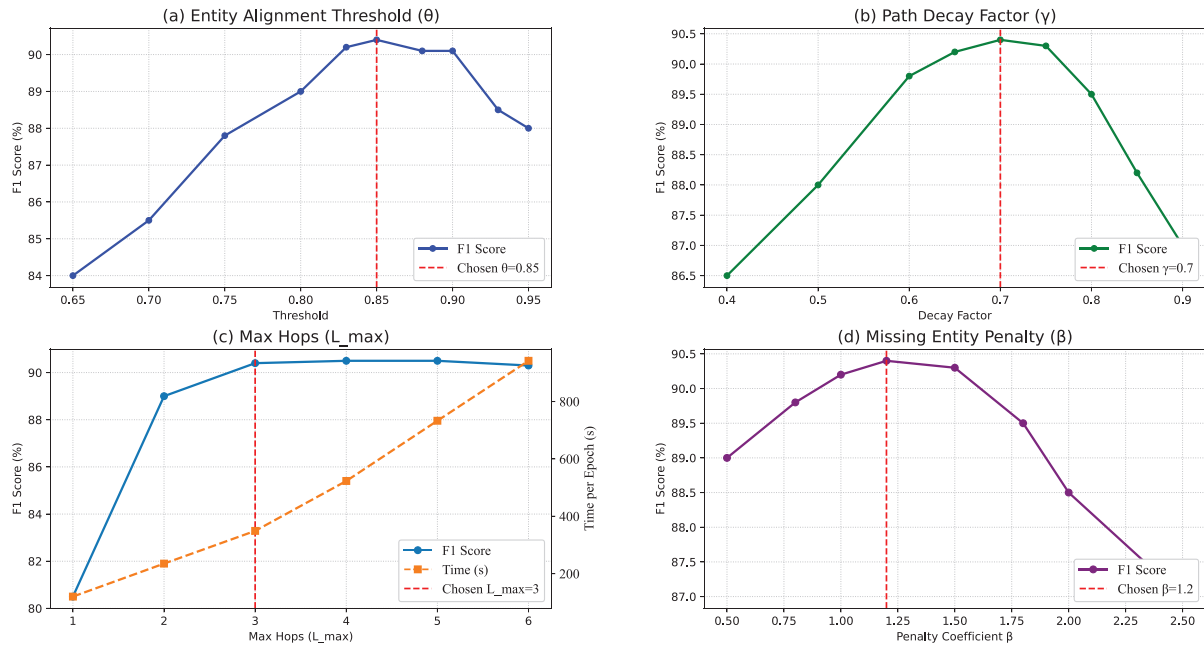 (a) Entity Alignment Threshold (θ)
F1 Score (%)
90
89
88
87
86
85
84
0.65 0.70 0.75 0.80 0.85 0.90 0.95
Threshold
F1 Score
Chosen θ=0.85
(b) Path Decay Factor (γ)
F1 Score (%)
90.5
90.0
89.5
89.0
88.5
88.0
87.5
87.0
86.5
0.4 0.5 0.6 0.7 0.8 0.9
Decay Factor
F1 Score
Chosen γ=0.7
(c) Max Hops (L_max)
F1 Score (%)
90
88
86
84
82
80
1 2 3 4 5 6
Max Hops (L_max)
Time per Epoch (s)
800
600
400
200
F1 Score
Time (s)
Chosen L_max=3
(d) Missing Entity Penalty (β)
F1 Score (%)
90.5
90.0
89.5
89.0
88.5
88.0
87.5
87.0
0.50 0.75 1.00 1.25 1.50 1.75 2.00 2.25 2.50
Penalty Coefficient β
F1 Score
Chosen β=1.2